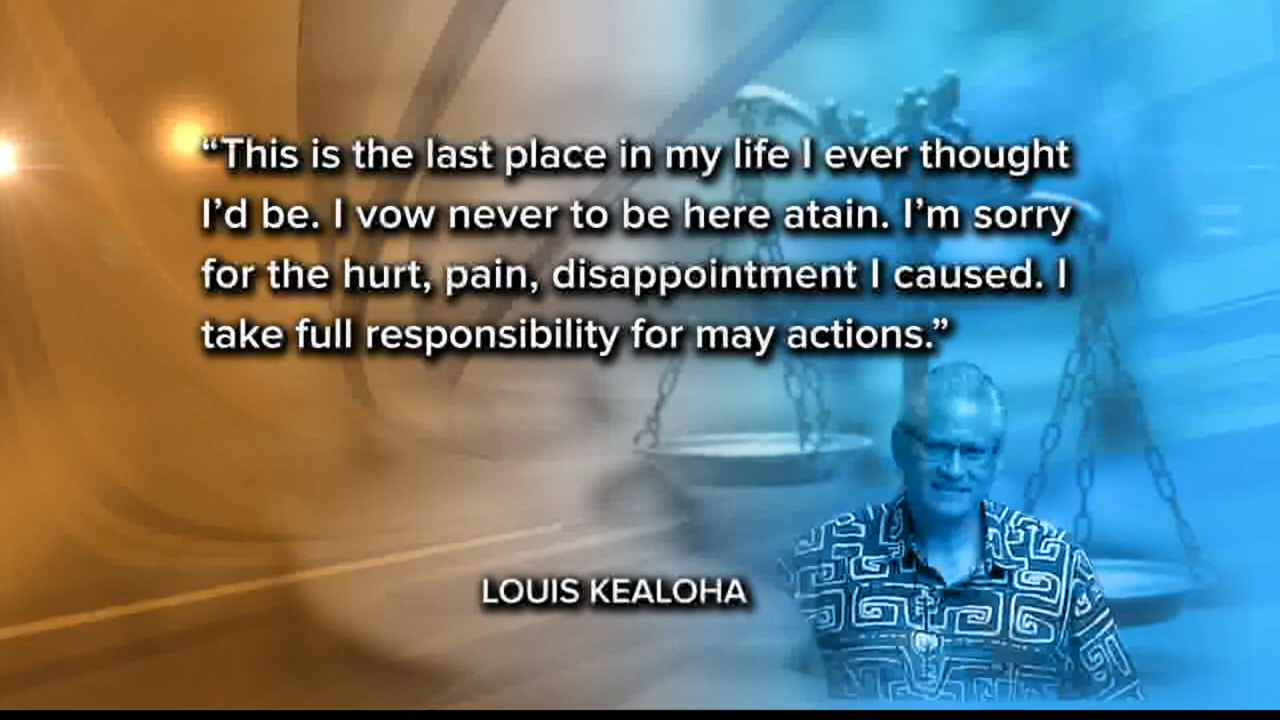 “This is the last place in my life I ever thought
I’d be. I vow never to be here atain. I’m sorry
for the hurt, pain, disappointment I caused. I
take full responsibility for may actions.”
LOUIS KEALOHA